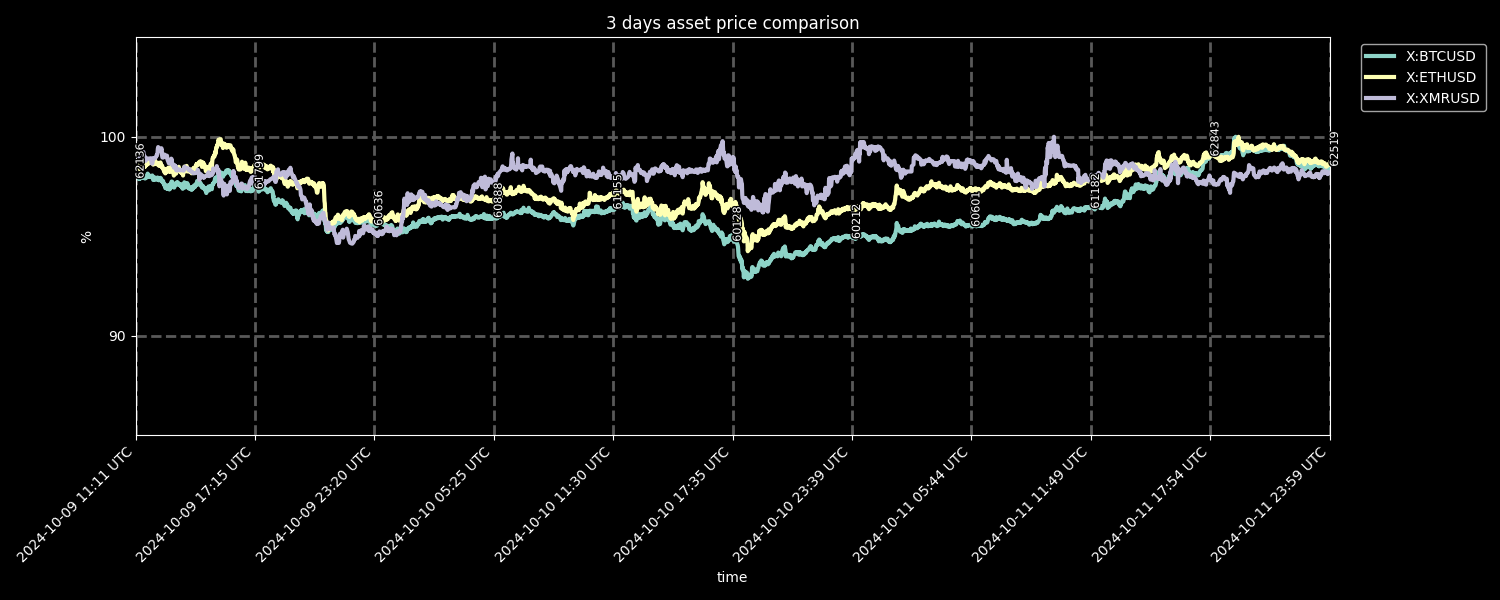 3 days asset price comparison
X:BTCUSD
X:ETHUSD
X:XMRUSD
%
100
90
62136
61799
60636
60888
61155
60128
60212
60601
61182
62843
62519
2024-10-09 11:11 UTC
2024-10-09 17:15 UTC
2024-10-09 23:20 UTC
2024-10-10 05:25 UTC
2024-10-10 11:30 UTC
2024-10-10 17:35 UTC
2024-10-10 23:39 UTC
2024-10-11 05:44 UTC
2024-10-11 11:49 UTC
2024-10-11 17:54 UTC
2024-10-11 23:59 UTC
time